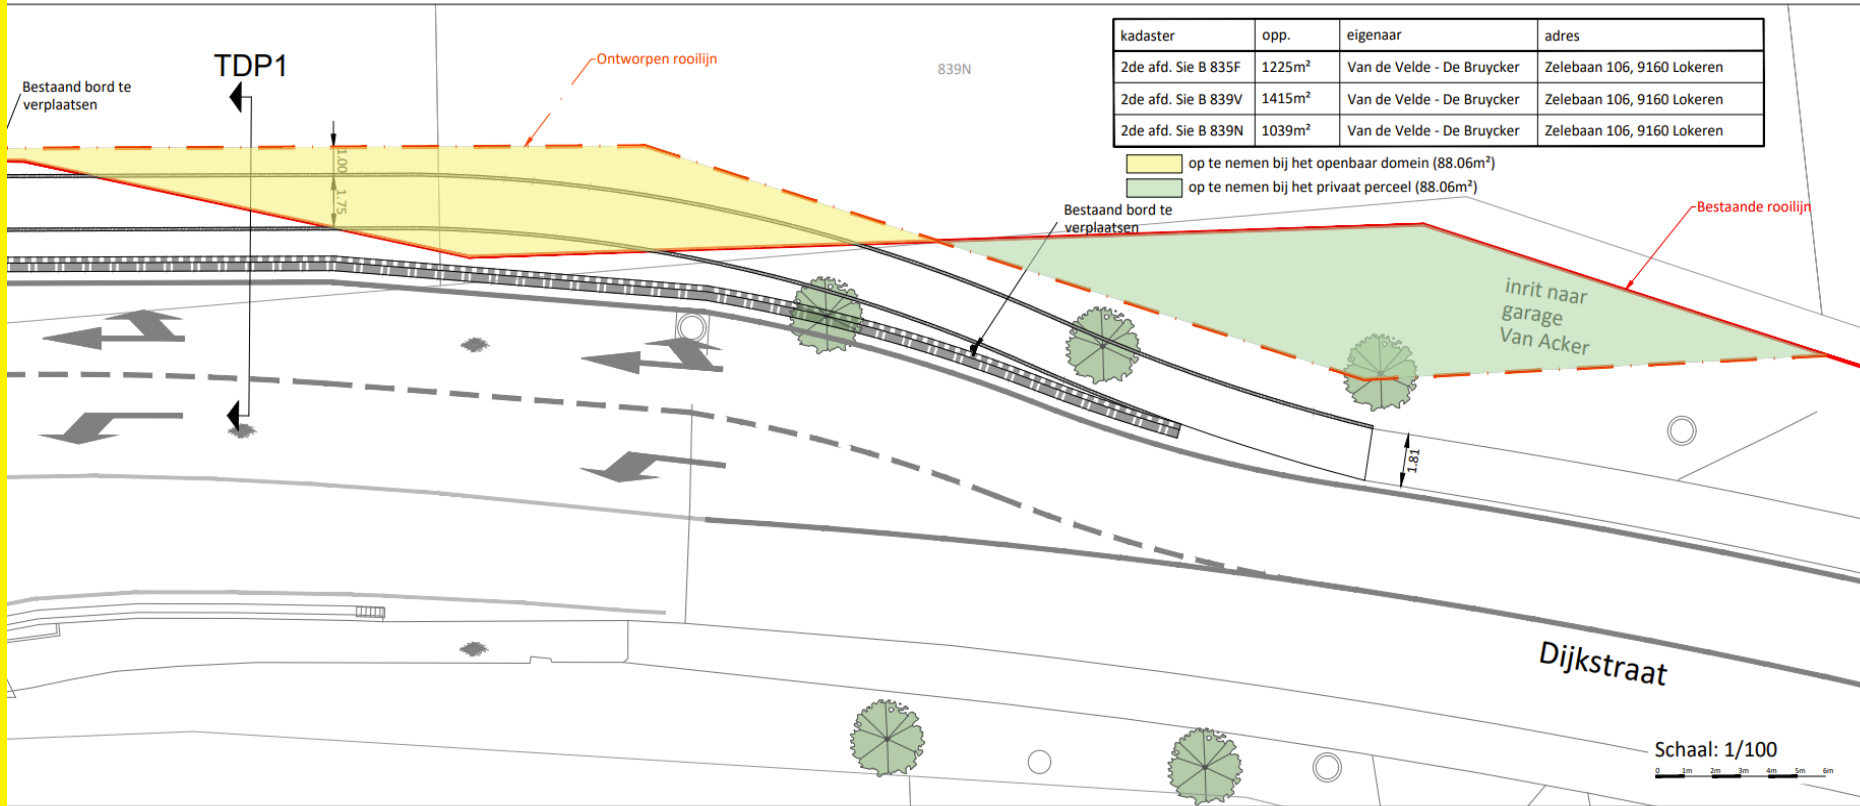 kadaster opp. eigenaar adres
2de afd. Sie B 835F 1225m² Van de Velde - De Bruycker Zelebaan 106, 9160 Lokeren
2de afd. Sie B 839V 1415m² Van de Velde - De Bruycker Zelebaan 106, 9160 Lokeren
2de afd. Sie B 839N 1039m² Van de Velde - De Bruycker Zelebaan 106, 9160 Lokeren
op te nemen bij het openbaar domein (88.06m²)
op te nemen bij het privaat perceel (88.06m²)
TDP1
Bestaand bord te
verplaatsen
Ontworpen rooilijn
839N
1.00
1.75
Bestaand bord te
verplaatsen
Bestaande rooilijn
inrit naar
garage
Van Acker
1.81
Dijkstraat
Schaal: 1/100
0 1m 2m 3m 4m 5m 6m